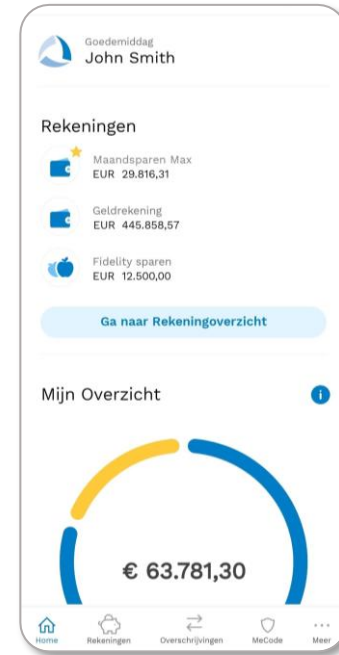 Goedemiddag
John Smith
Rekeningen
Maandsparen Max
EUR 29.816,31
Geldrekening
EUR 445.858,57
Fidelity sparen
EUR 12.500,00
Ga naar Rekeningoverzicht
Mijn Overzicht
i
€ 63.781,30
Home Rekeningen Overschrijvingen MeCode Meer